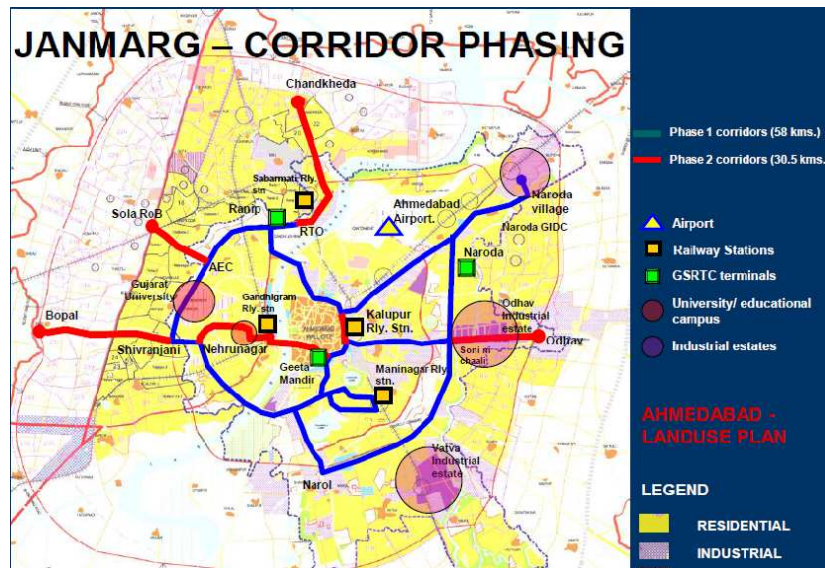 JANMARG – CORRIDOR PHASING
Chandkheda
Sabarmati Rly.
stn
Ranip
RTO
Sola RoB
AEC
Ahmedabad
Airport.
Naroda
village
Naroda GIDC
Naroda
Gujarat
University
Gandhigram
Rly. stn
Kalupur
Rly. Stn.
Odhav
Industrial
estate
Bopal
Shivranjani
Nehrunagar
Geeta
Mandir
Maninagar Rly
stn.
Sori ni
chaali
Odhav
Narol
Vatva
Industrial
estate
Phase 1 corridors (58 kms.)
Phase 2 corridors (30.5 kms.)
Airport
Railway Stations
GSRTC terminals
University/ educational
campus
Industrial estates
AHMEDABAD -
LANDUSE PLAN
LEGEND
RESIDENTIAL
INDUSTRIAL